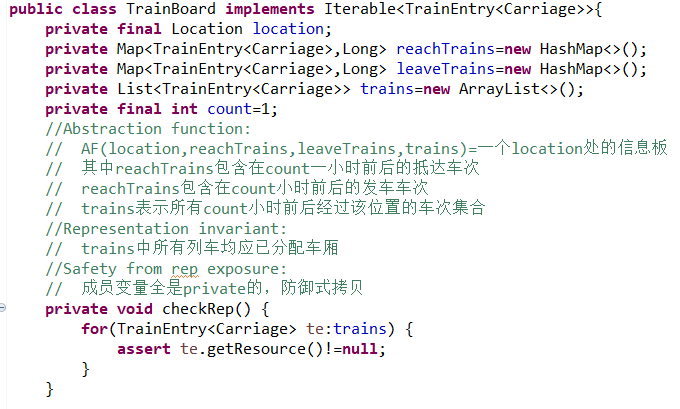 public class TrainBoard implements Iterable<TrainEntry<Carriage>>{
    private final Location location;
    private Map<TrainEntry<Carriage>,Long> reachTrains=new HashMap<>();
    private Map<TrainEntry<Carriage>,Long> leaveTrains=new HashMap<>();
    private List<TrainEntry<Carriage>> trains=new ArrayList<>();
    private final int count=1;
    //Abstraction function:
    //  AF(location,reachTrains,leaveTrains,trains)=一个location处的信息板
    //  其中reachTrains包含在count一小时前后的抵达车次
    //  reachTrains包含在count小时前后的发车车次
    //  trains表示所有count小时前后经过该位置的车次集合
    //Representation invariant:
    //  trains中所有列车均应已分配车厢
    //Safety from rep exposure:
    //  成员变量全是private的，防御式拷贝
    private void checkRep() {
        for(TrainEntry<Carriage> te:trains) {
            assert te.getResource()!=null;
        }
    }